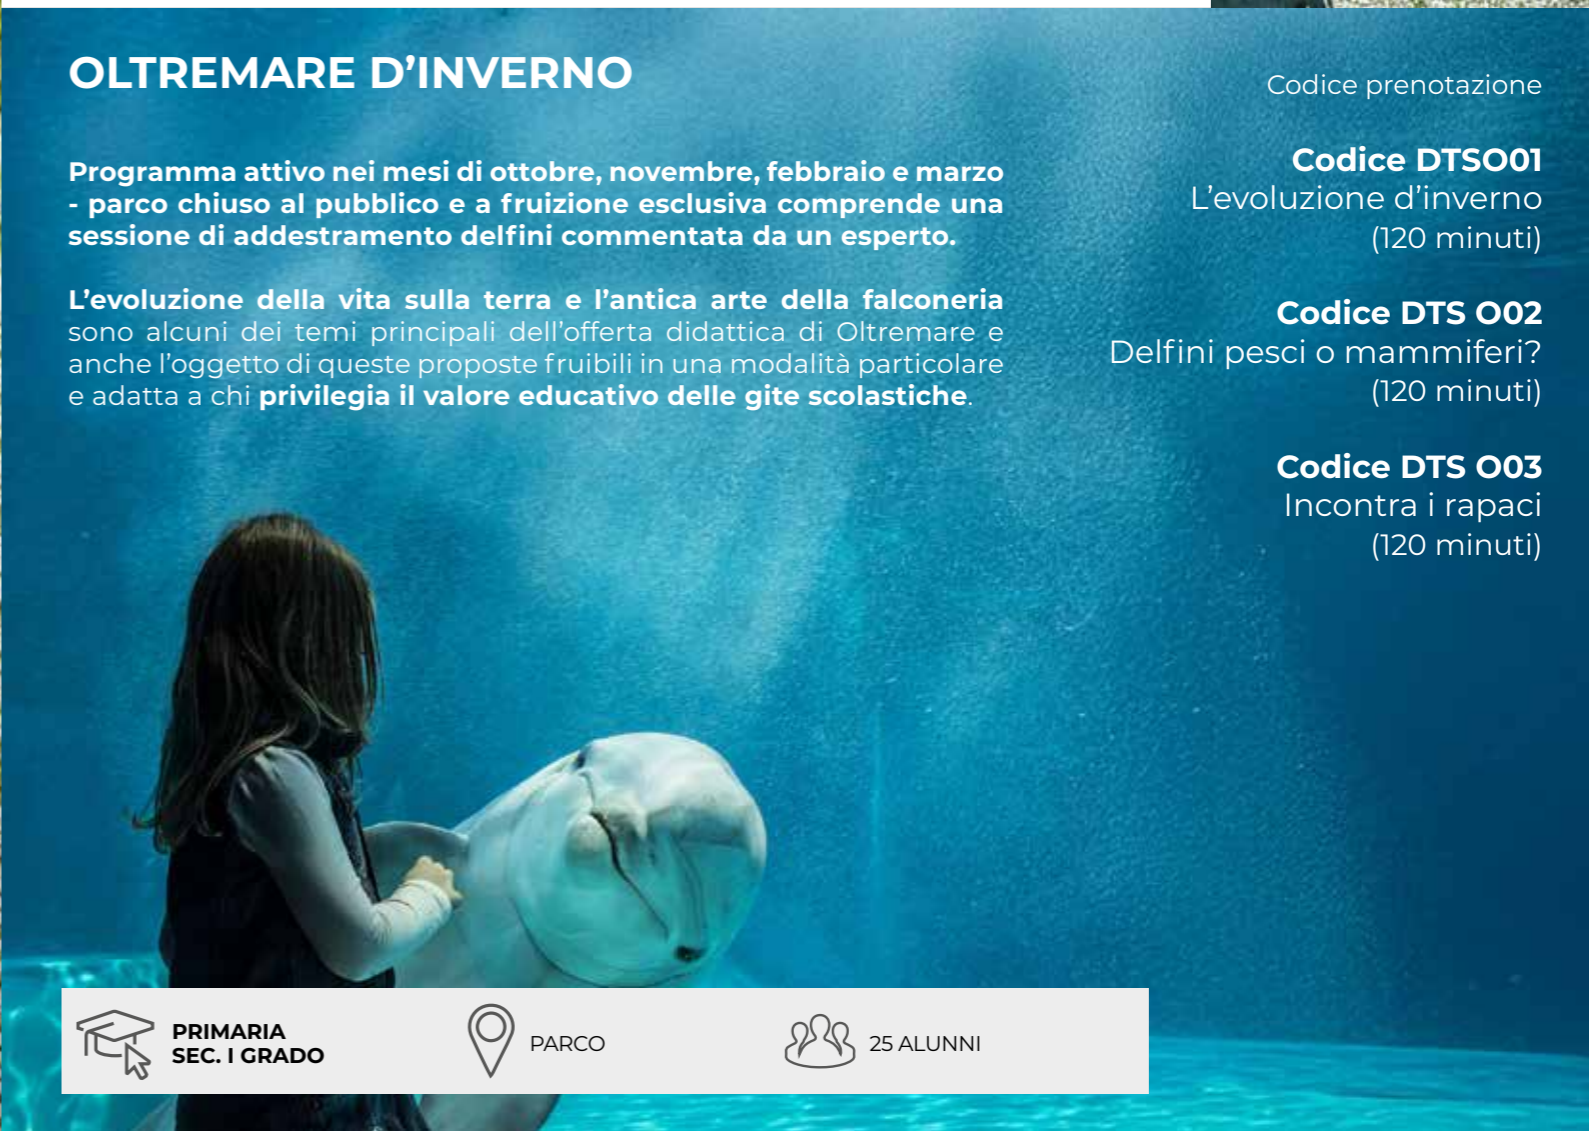 OLTREMARE D’INVERNO
Programma attivo nei mesi di ottobre, novembre, febbraio e marzo
- parco chiuso al pubblico e a fruizione esclusiva comprende una
sessione di addestramento delfini commentata da un esperto.
L’evoluzione della vita sulla terra e l’antica arte della falconeria
sono alcuni dei temi principali dell’offerta didattica di Oltremare e
anche l’oggetto di queste proposte fruibili in una modalità particolare
e adatta a chi privilegia il valore educativo delle gite scolastiche.
Codice prenotazione
Codice DTSO01
L’evoluzione d’inverno
(120 minuti)
Codice DTS O02
Delfini pesci o mammiferi?
(120 minuti)
Codice DTS O03
Incontra i rapaci
(120 minuti)
PRIMARIA
SEC. I GRADO
PARCO
25 ALUNNI